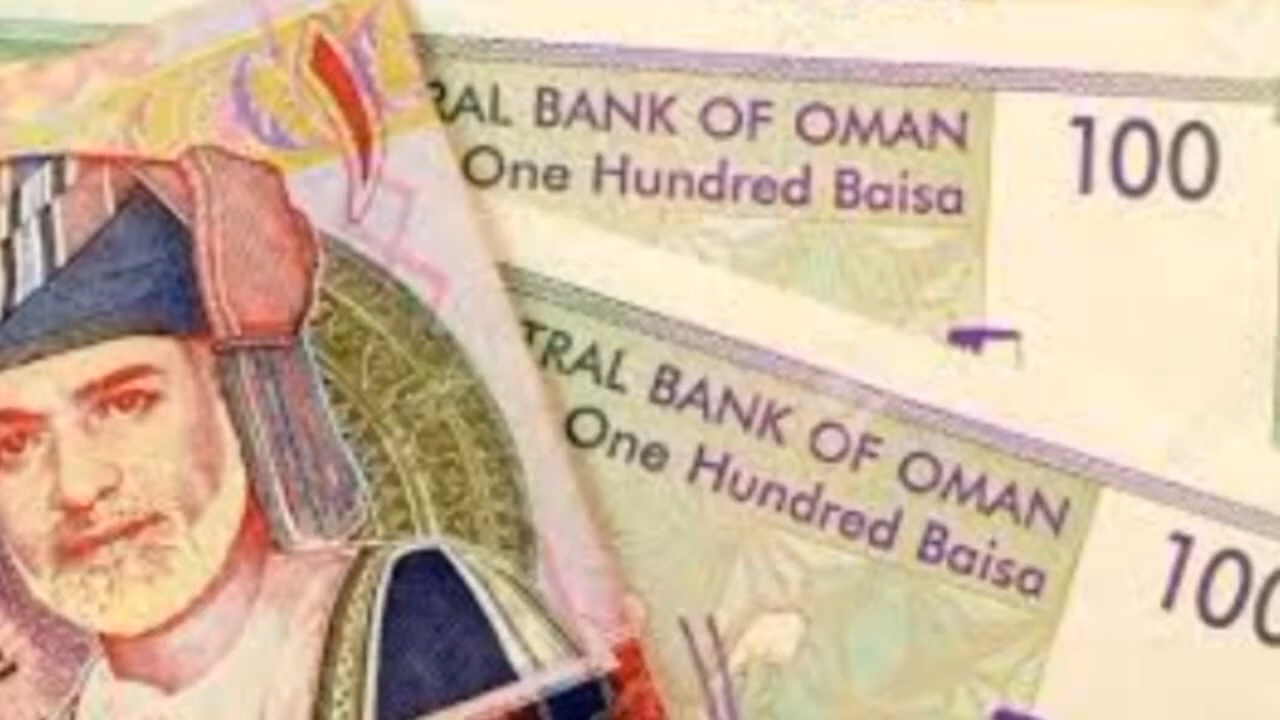 RAL BANK OF OMAN
One Hundred Baisa
100
TRAL BANK OF OMAN
One Hundred Baisa
100